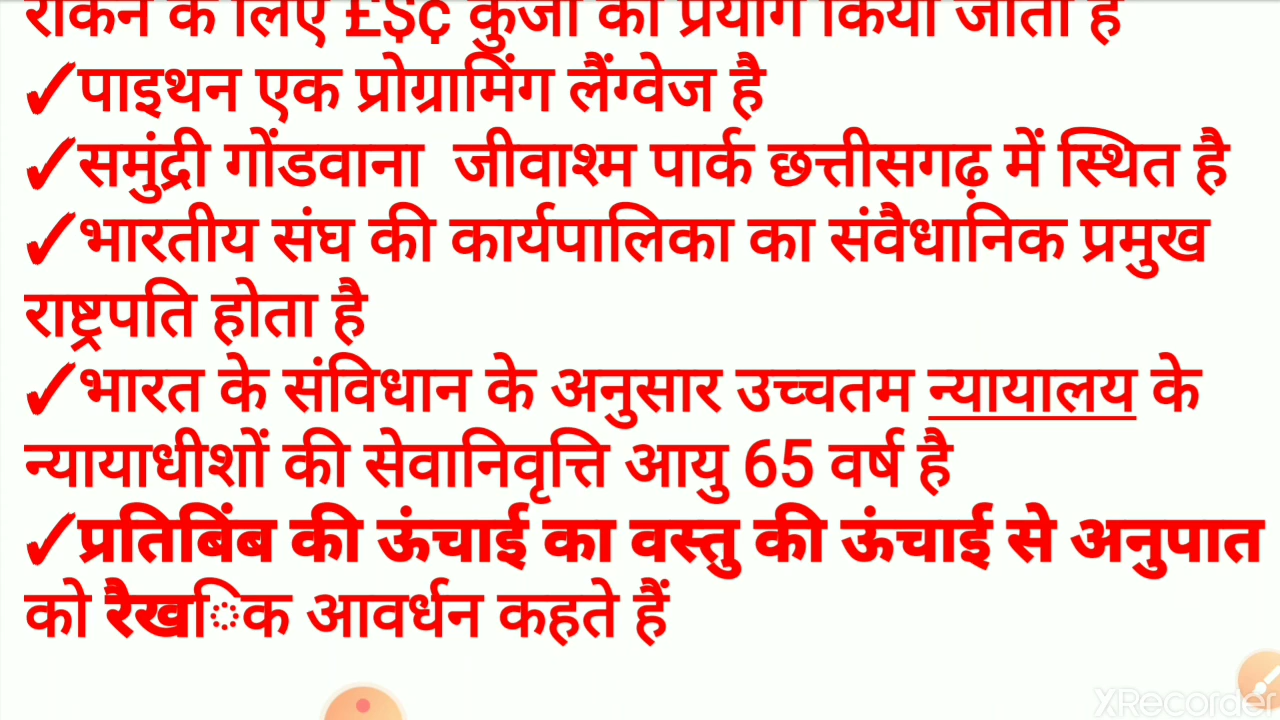 रोकने के लिए £$¢ कुंजी का प्रयोग किया जाता है
✓पाइथन एक प्रोग्रामिंग लैंग्वेज है
✓समुंद्री गोंडवाना जीवाश्म पार्क छत्तीसगढ़ में स्थित है
✓भारतीय संघ की कार्यपालिका का संवैधानिक प्रमुख
राष्ट्रपति होता है
✓भारत के संविधान के अनुसार उच्चतम न्यायालय के
न्यायाधीशों की सेवानिवृत्ति आयु 65 वर्ष है
✓प्रतिबिंब की ऊंचाई का वस्तु की ऊंचाई से अनुपात
को रैखािक आवर्धन कहते हैं
XRecorder